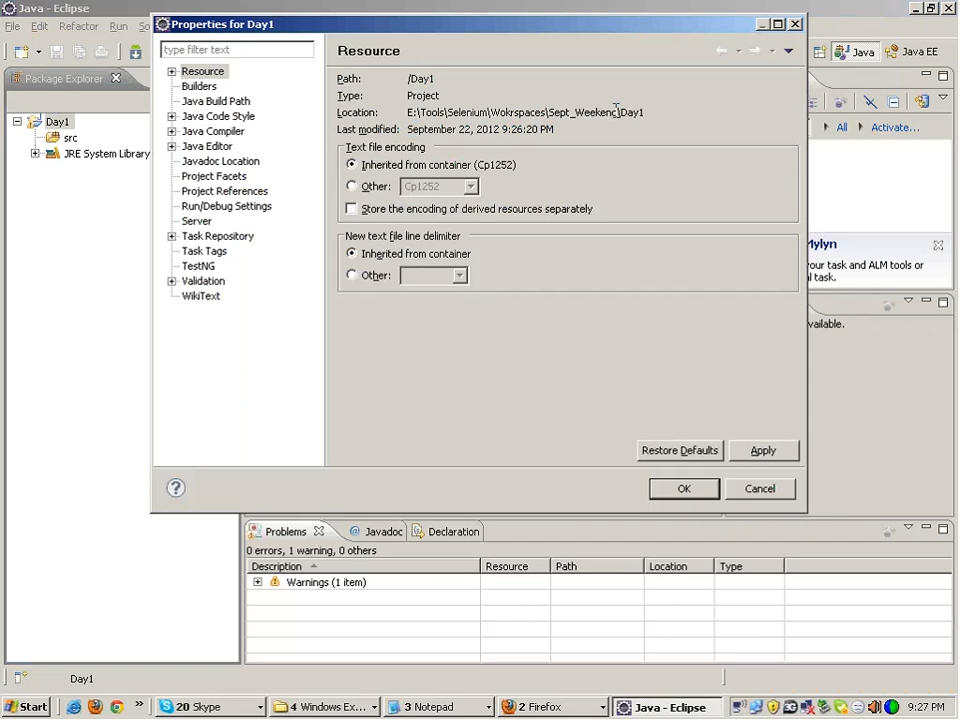 Java - Eclipse
File Edit Refactor Run
Package Explorer
Day1
src
JRE System Library
Properties for Day1
type filter text
Resource
Builders
Java Build Path
Java Code Style
Java Compiler
Java Editor
Javadoc Location
Project Facets
Project References
Run/Debug Settings
Server
Task Repository
Task Tags
TestNG
Validation
WikiText
Resource
Path: /Day1
Type: Project
Location: E:\Tools\Selenium\Wokrspaces\Sept_Weekend\Day1
Last modified: September 22, 2012 9:26:20 PM
Text file encoding
Inherited from container (Cp1252)
Other: Cp1252
Store the encoding of derived resources separately
New text file line delimiter
Inherited from container
Other:
Restore Defaults Apply
OK Cancel
Java Java EE
All Activate...
Mylyn
your task and ALM tools or
al task.
vailable.
Problems Javadoc Declaration
0 errors, 1 warning, 0 others
Description Resource Path Location Type
Warnings (1 item)
Day1
Start 20 Skype 4 Windows Ex... 3 Notepad 2 Firefox Java - Eclipse 9:27 PM